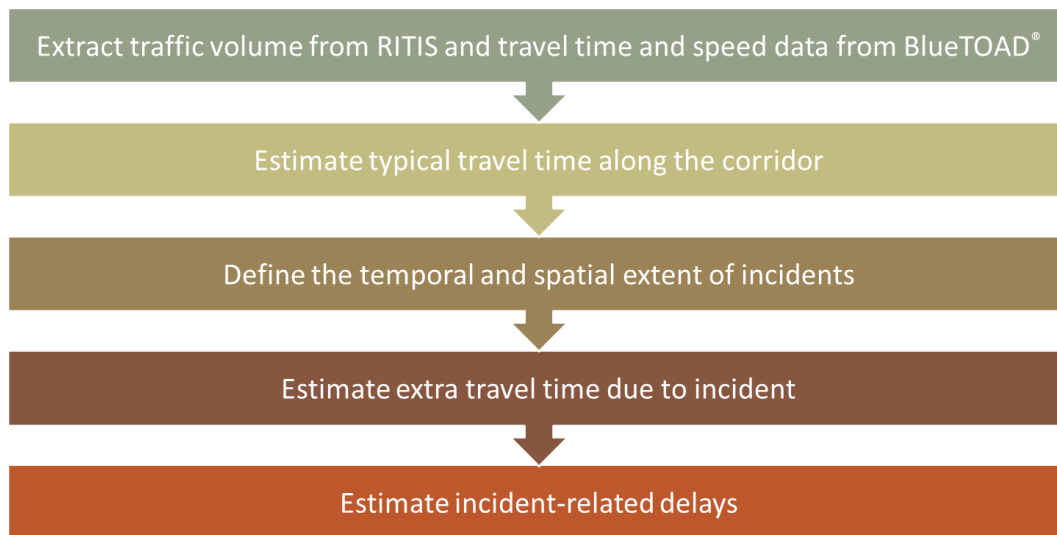 Extract traffic volume from RITIS and travel time and speed data from BlueTOAD®
Estimate typical travel time along the corridor
Define the temporal and spatial extent of incidents
Estimate extra travel time due to incident
Estimate incident-related delays